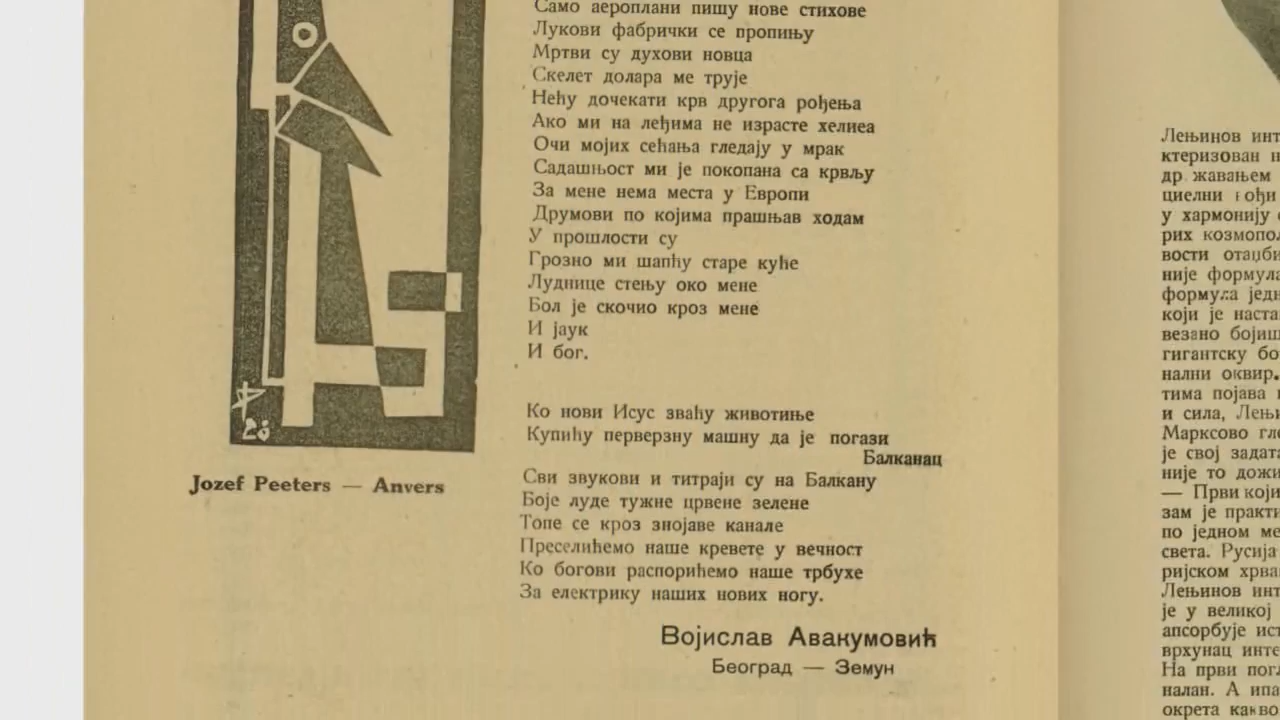 Само аероплани пишу нове стихове
Лукови фабрички се пропињу
Мртви су духови новца
Скелет долара ме трује
Нећу дочекати крв другога рођења
Ако ми на леђима не израсте хелиеа
Очи мојих сећања гледају у мрак
Садашњост ми је покопана са крвљу
За мене нема места у Европи
Друмови по којима прашњав ходам
У прошлости су
Грозно ми шапћу старе куће
Луднице стењу око мене
Бол је скочио кроз мене
И јаук
И бог.
Ко нови Исус зваћу животиње
Купићу перверзну машну да је погази
Балканац
Сви звукови и титраји су на Балкану
Боје луде тужне црвене зелене
Топе се кроз знојаве канале
Преселићемо наше кревете у вечност
Ко богови распорићемо наше трбухе
За електрику наших нових ногу.
Војислав Авакумовић
Београд — Земун
Jozef Peeters — Anvers
Лењинов инт
ктеризован н
др жавањем
циелни гођи
у хармонију
рих космопол
вости отаџби
није формула
формула једн
који је наста
везано бојиш
гигантску бо
нални оквир.
тима појава
и сила, Лењи
Марксово гле
је свој задата
није то дожи
— Први који
зам је практи
по једном ме
света. Русија
ријском хрва
Лењинов инт
је у великој
апсорбује ист
врхунац инте
На први погл
налан. А ипа
окрета какво